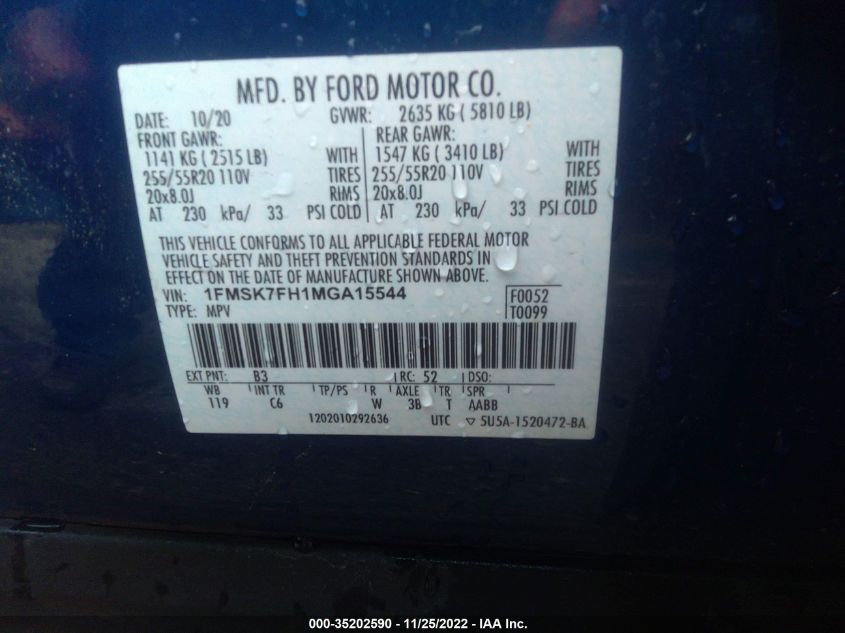 MFD. BY FORD MOTOR CO.
DATE: 10/20 GVWR: 2635 KG ( 5810 LB)
FRONT GAWR: REAR GAWR:
1141 KG ( 2515 LB) WITH 1547 KG ( 3410 LB) WITH
255/55R20 110V TIRES 255/55R20 110V TIRES
20x8.0J RIMS 20x8.0J RIMS
AT 230 kPa/ 33 PSI COLD AT 230 kPa/ 33 PSI COLD
THIS VEHICLE CONFORMS TO ALL APPLICABLE FEDERAL MOTOR
VEHICLE SAFETY AND THEFT PREVENTION STANDARDS IN
EFFECT ON THE DATE OF MANUFACTURE SHOWN ABOVE.
VIN: 1FMSK7FH1MGA15544 F0052
TYPE: MPV T0099
EXT PNT: B3 RC: 52 DSO:
WB INT TR TP/PS R AXLE TR SPR
119 C6 W 3B T AABB
1202010292636 UTC ▽ 5U5A-1520472-BA
000-35202590 - 11/25/2022 - IAA Inc.